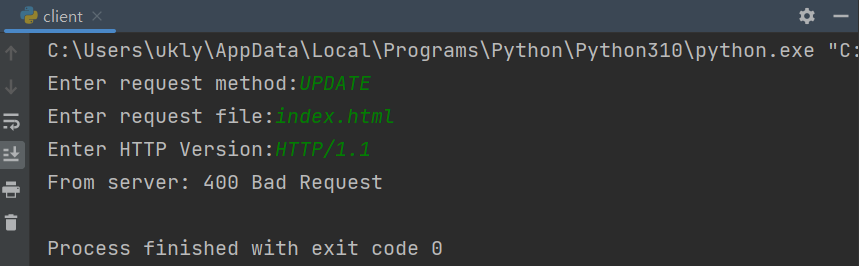 client
C:\Users\ukly\AppData\Local\Programs\Python\Python310\python.exe "C:
Enter request method:UPDATE
Enter request file:index.html
Enter HTTP Version:HTTP/1.1
From server: 400 Bad Request
Process finished with exit code 0